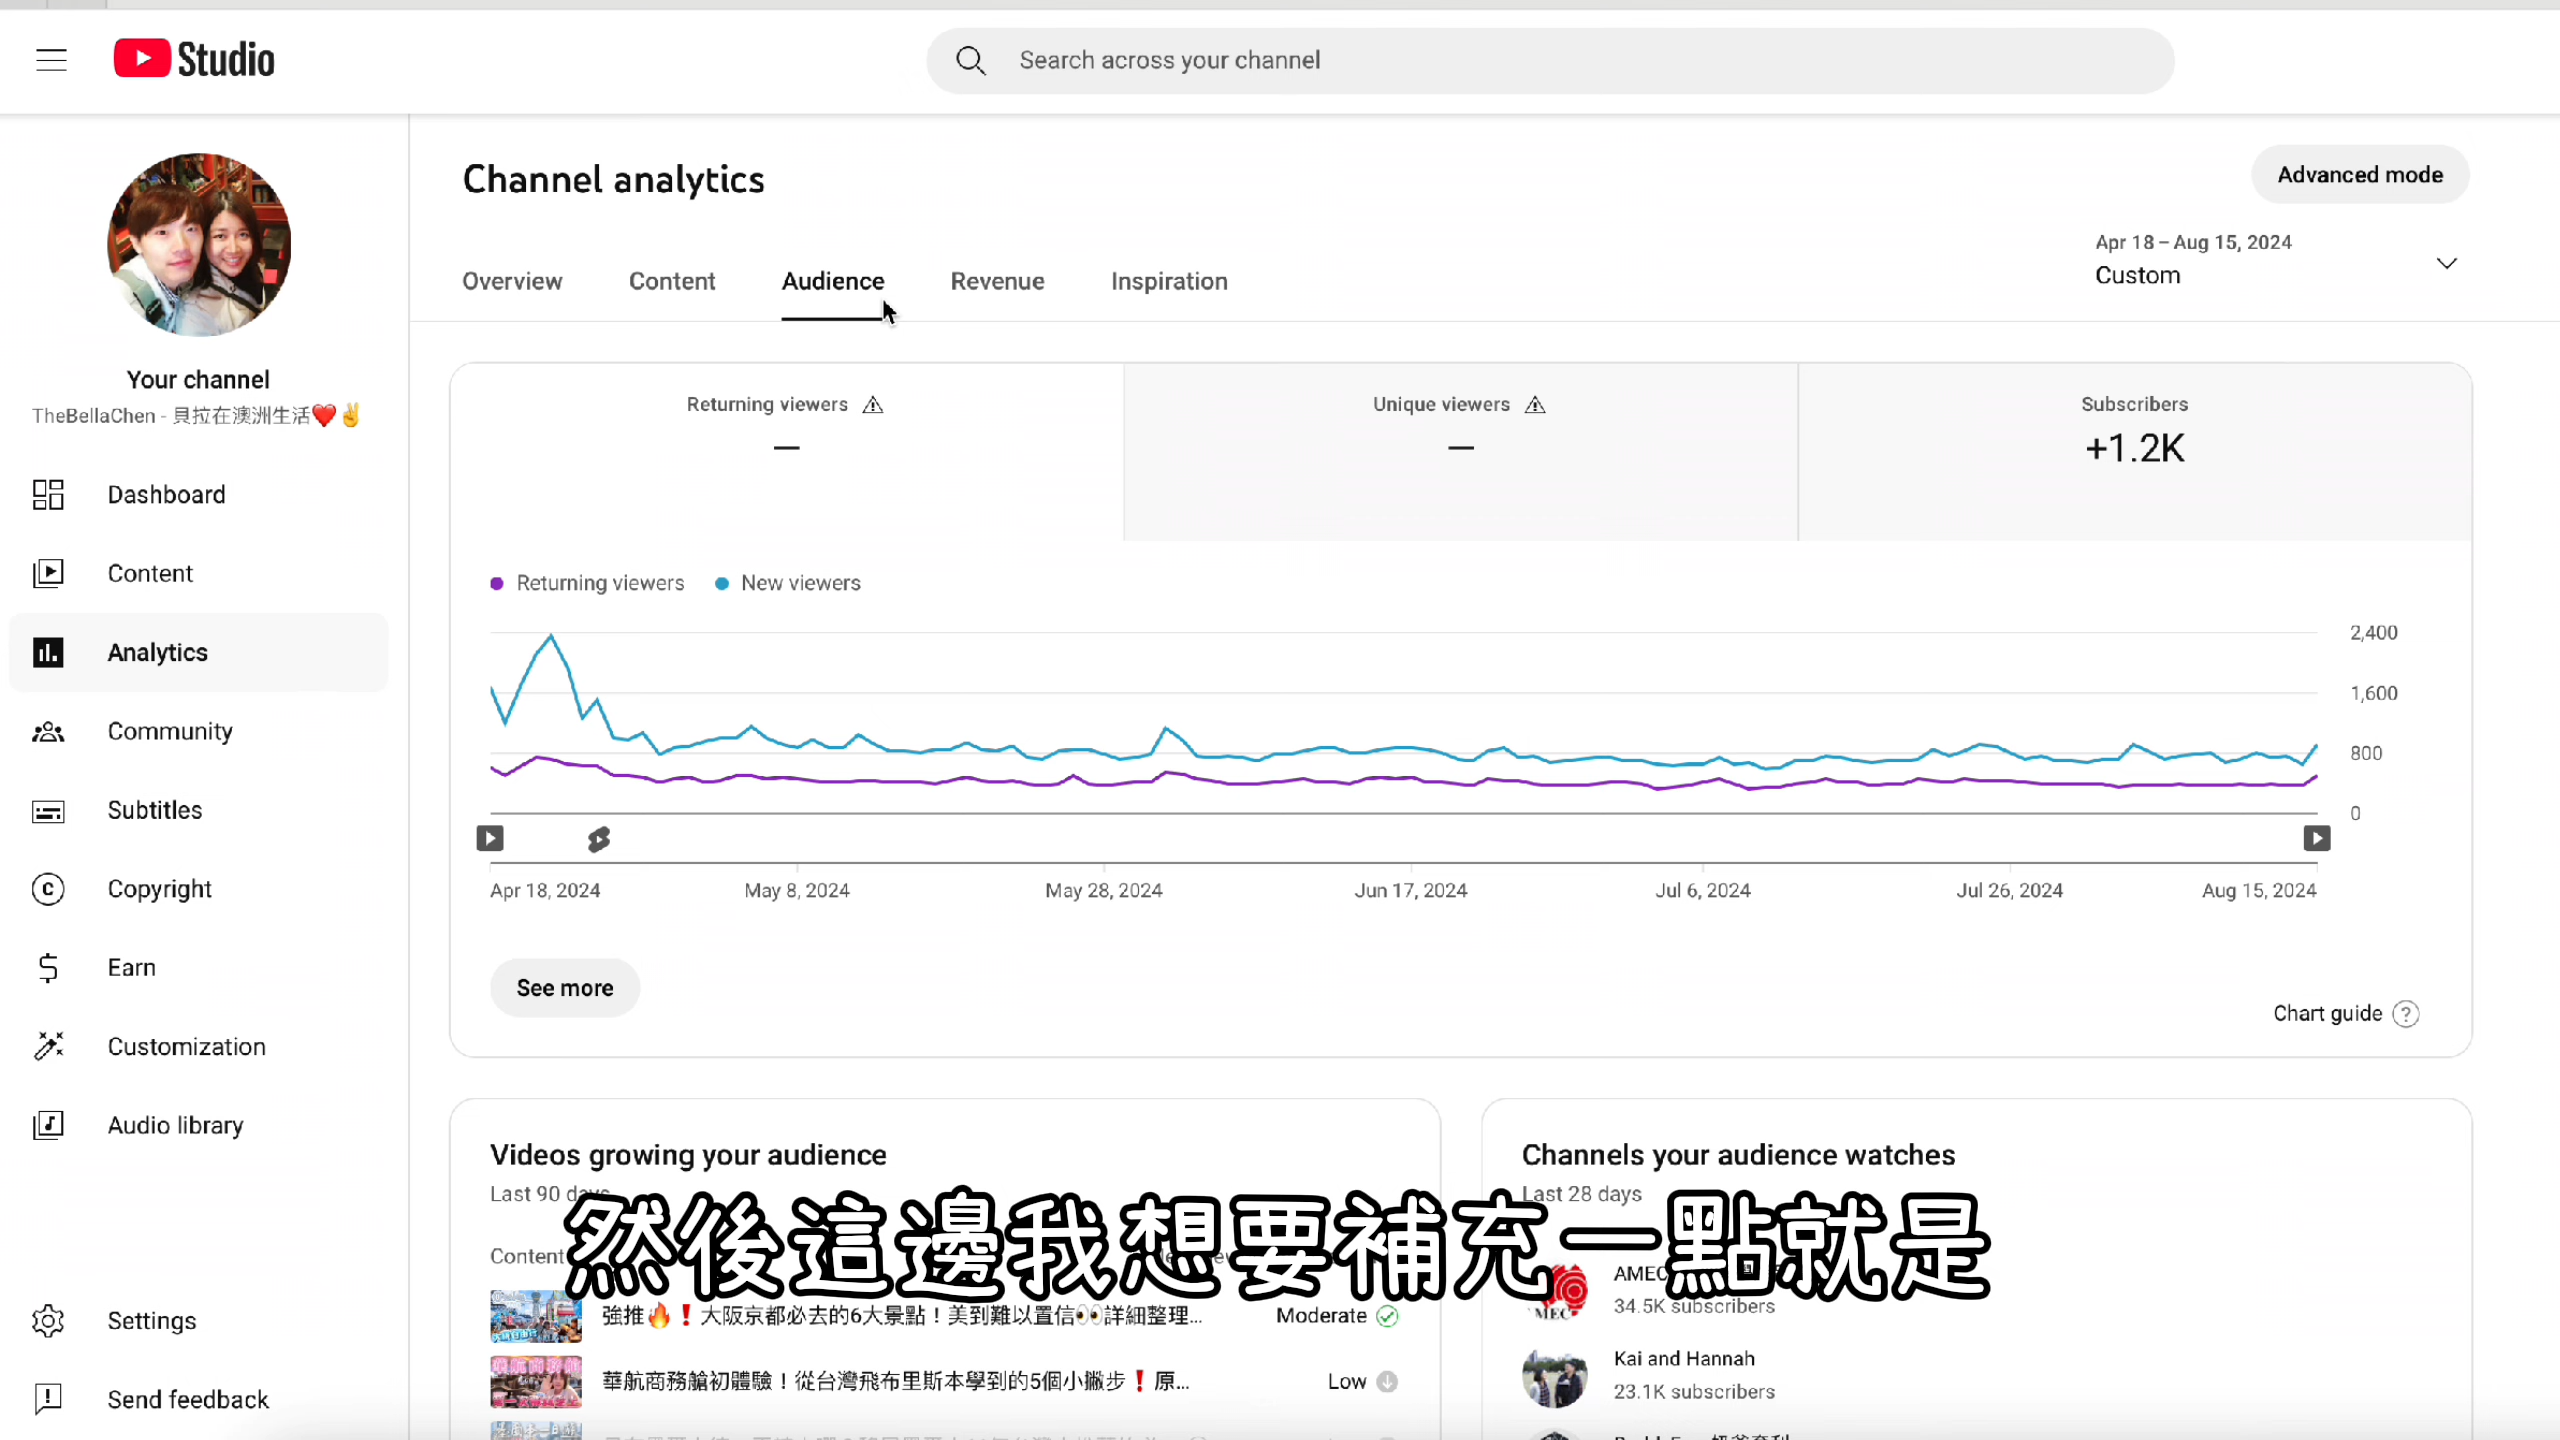 Studio
Search across your channel
Channel analytics
Advanced mode
Apr 18 – Aug 15, 2024
Custom
Overview
Content
Audience
Revenue
Inspiration
Your channel
TheBellaChen - 貝拉在澳洲生活❤️✌️
Dashboard
Content
Analytics
Community
Subtitles
Copyright
Earn
Customization
Audio library
Settings
Send feedback
Returning viewers
—
Unique viewers
—
Subscribers
+1.2K
Returning viewers
New viewers
2,400
1,600
800
0
Apr 18, 2024
May 8, 2024
May 28, 2024
Jun 17, 2024
Jul 6, 2024
Jul 26, 2024
Aug 15, 2024
See more
Chart guide
Videos growing your audience
Last 90 days
Content
強推🔥❗大阪京都必去的6大景點！美到難以置信👀詳細整理...
Moderate
華航商務艙初體驗！從台灣飛布里斯本學到的5個小撇步❗原...
Low
Channels your audience watches
Last 28 days
AMEC
34.5K subscribers
Kai and Hannah
23.1K subscribers
然後這邊我想要補充一點就是